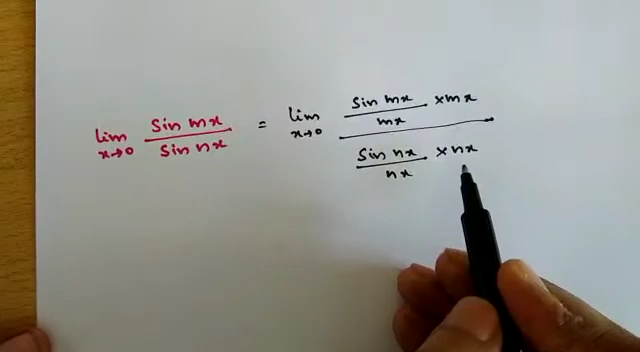 lim x→0 sin mx / sin nx = lim x→0 (sin mx / mx × mx) / (sin nx / nx × nx)